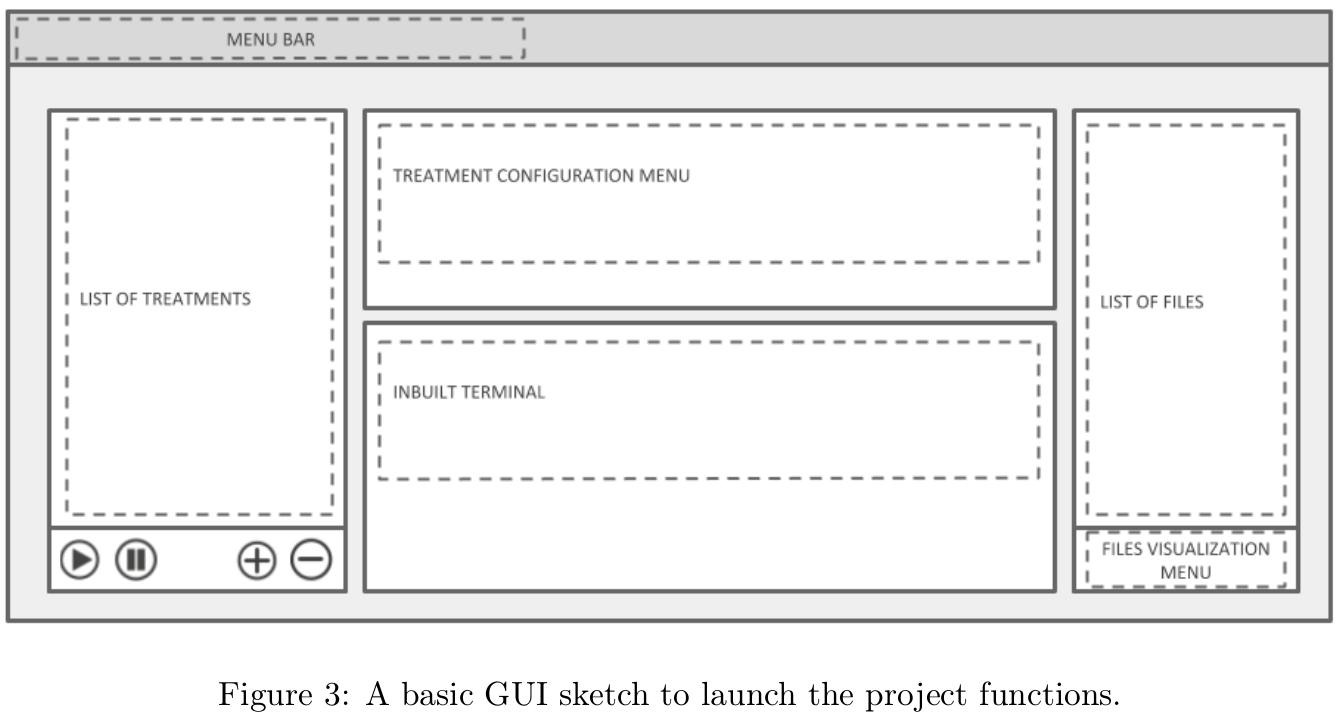 MENU BAR
LIST OF TREATMENTS
TREATMENT CONFIGURATION MENU
INBUILT TERMINAL
LIST OF FILES
FILES VISUALIZATION
MENU
Figure 3: A basic GUI sketch to launch the project functions.